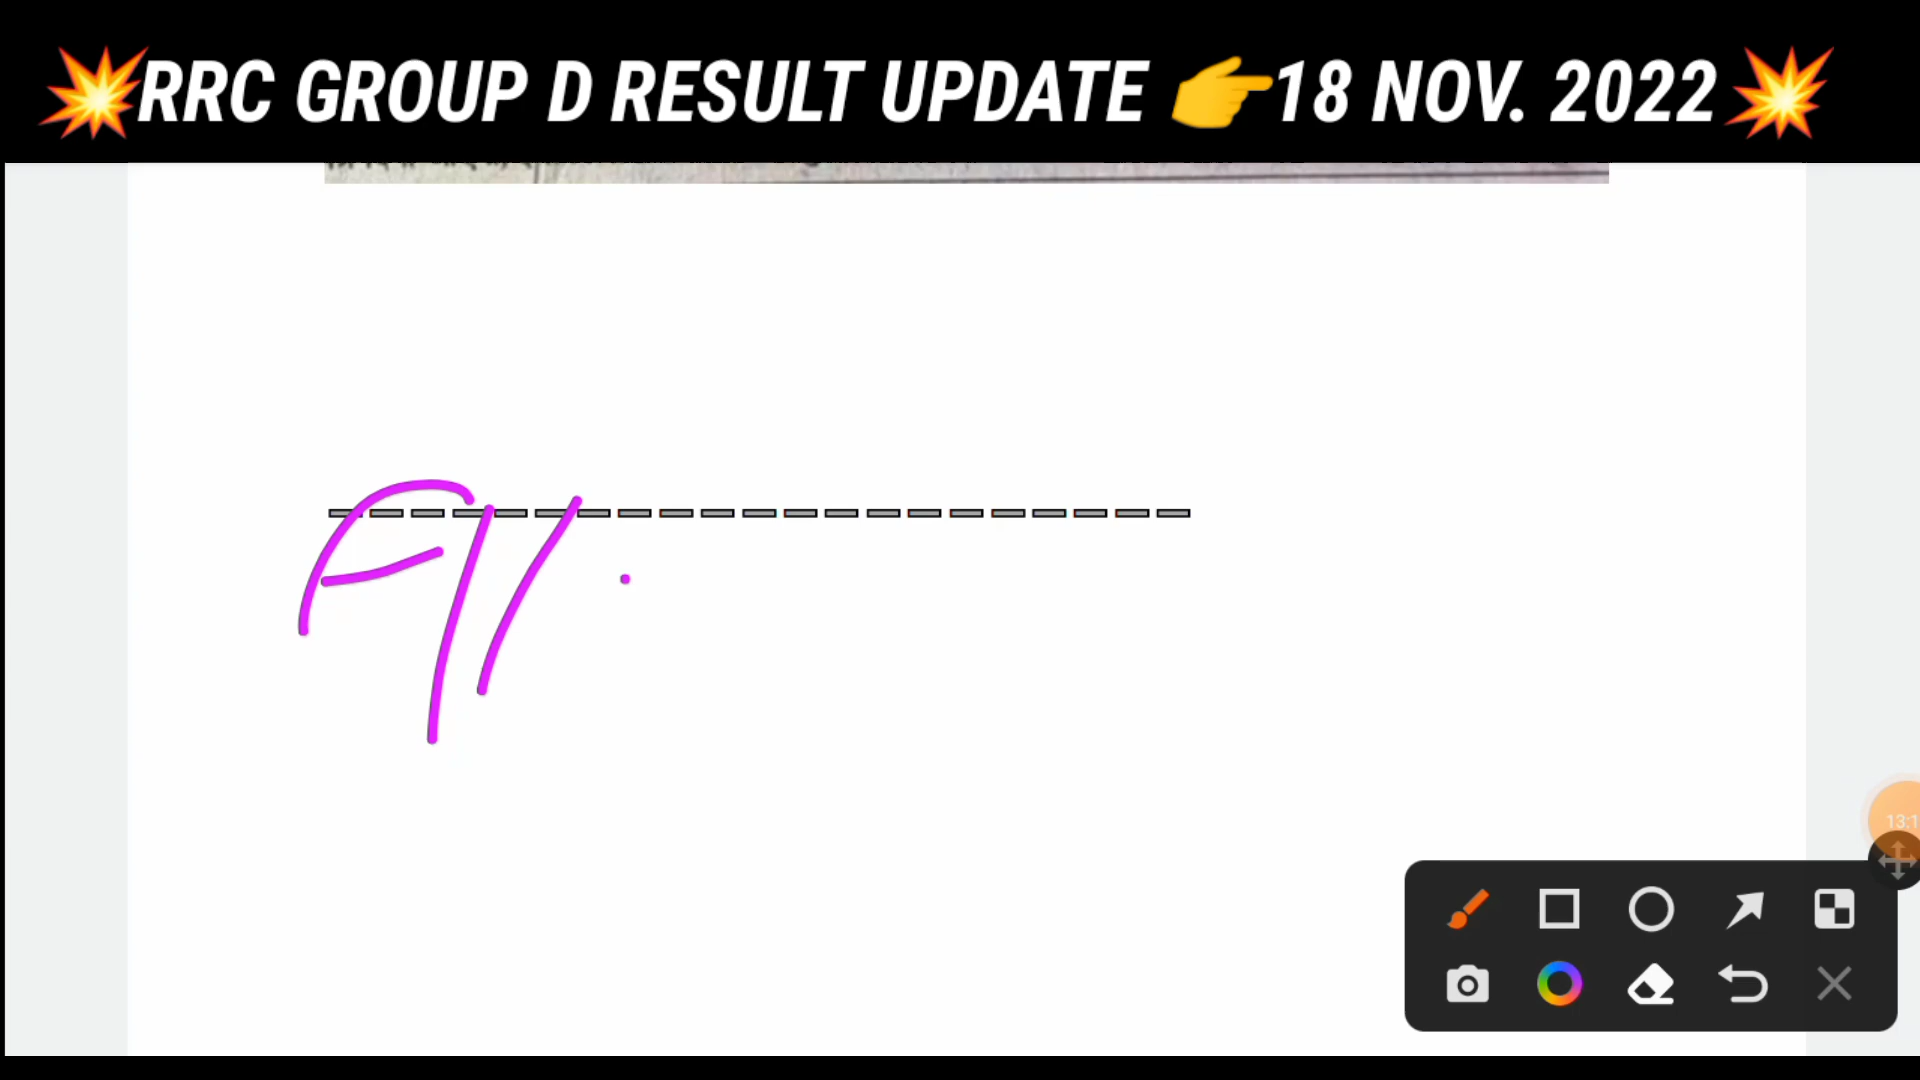 💥RRC GROUP D RESULT UPDATE 👉18 NOV. 2022💥